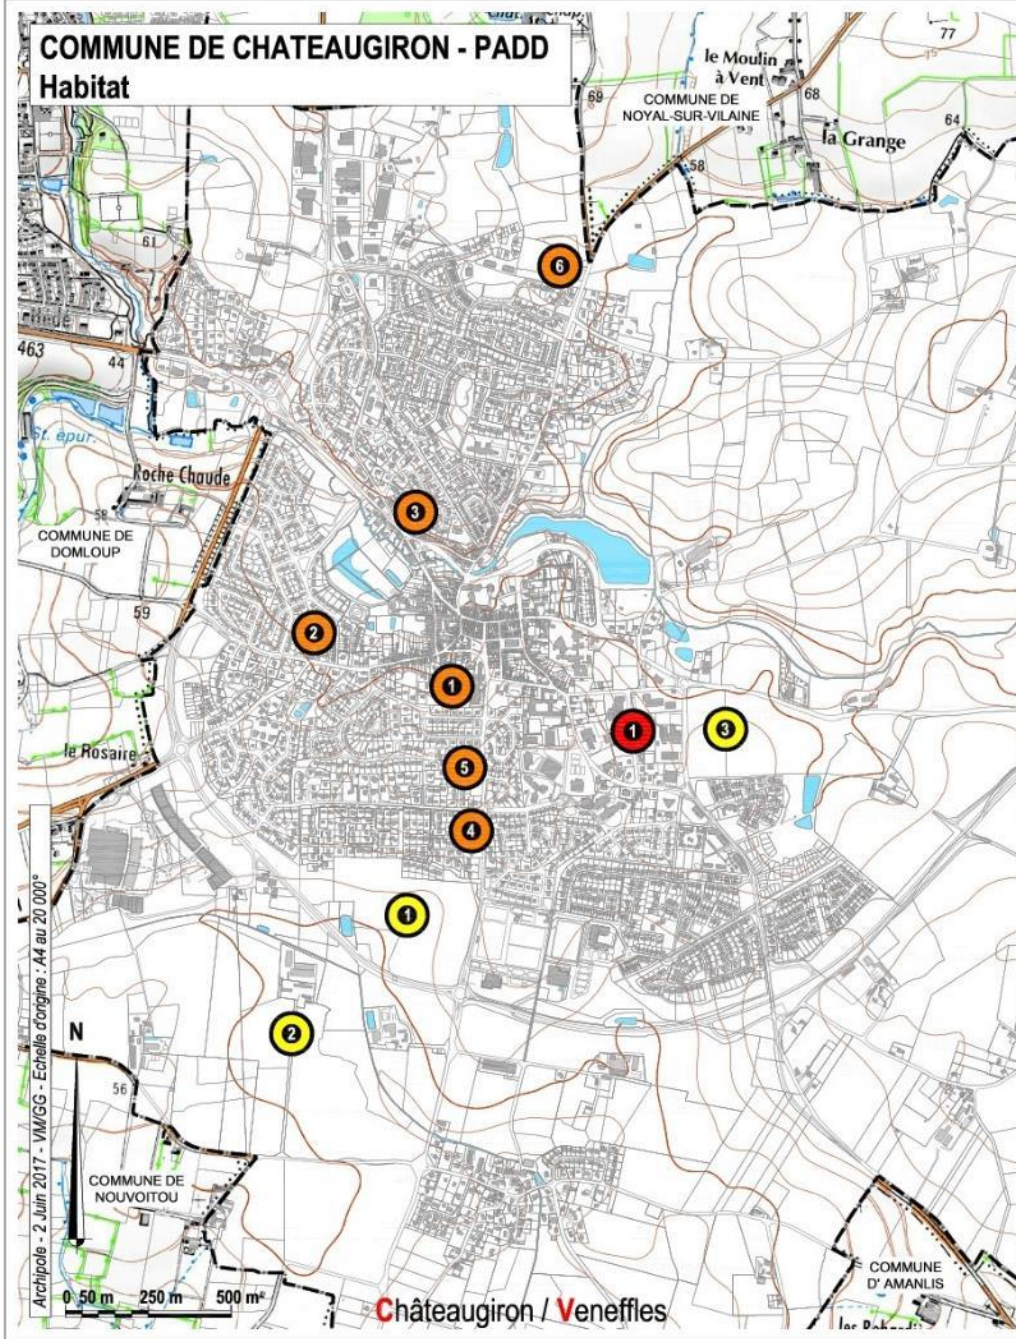 COMMUNE DE CHATEAUGIRON - PADD
Habitat
77
le Moulin
à Vent
69
68
COMMUNE DE
NOYAL-SUR-VILAINE
64
la Grange
58
61
6
463
44
St. epur.
Roche Chaude
3
58
COMMUNE DE
DOMLOUP
59
2
1
1
3
le Rosaire
5
4
1
2
N
56
COMMUNE DE
NOUVOITOU
COMMUNE
D' AMANLIS
Archipole - 2 Juin 2017 - VM/GG - Echelle d'origine : A4 au 20 000°
0 50 m 250 m 500 m
Châteaugiron / Veneffles